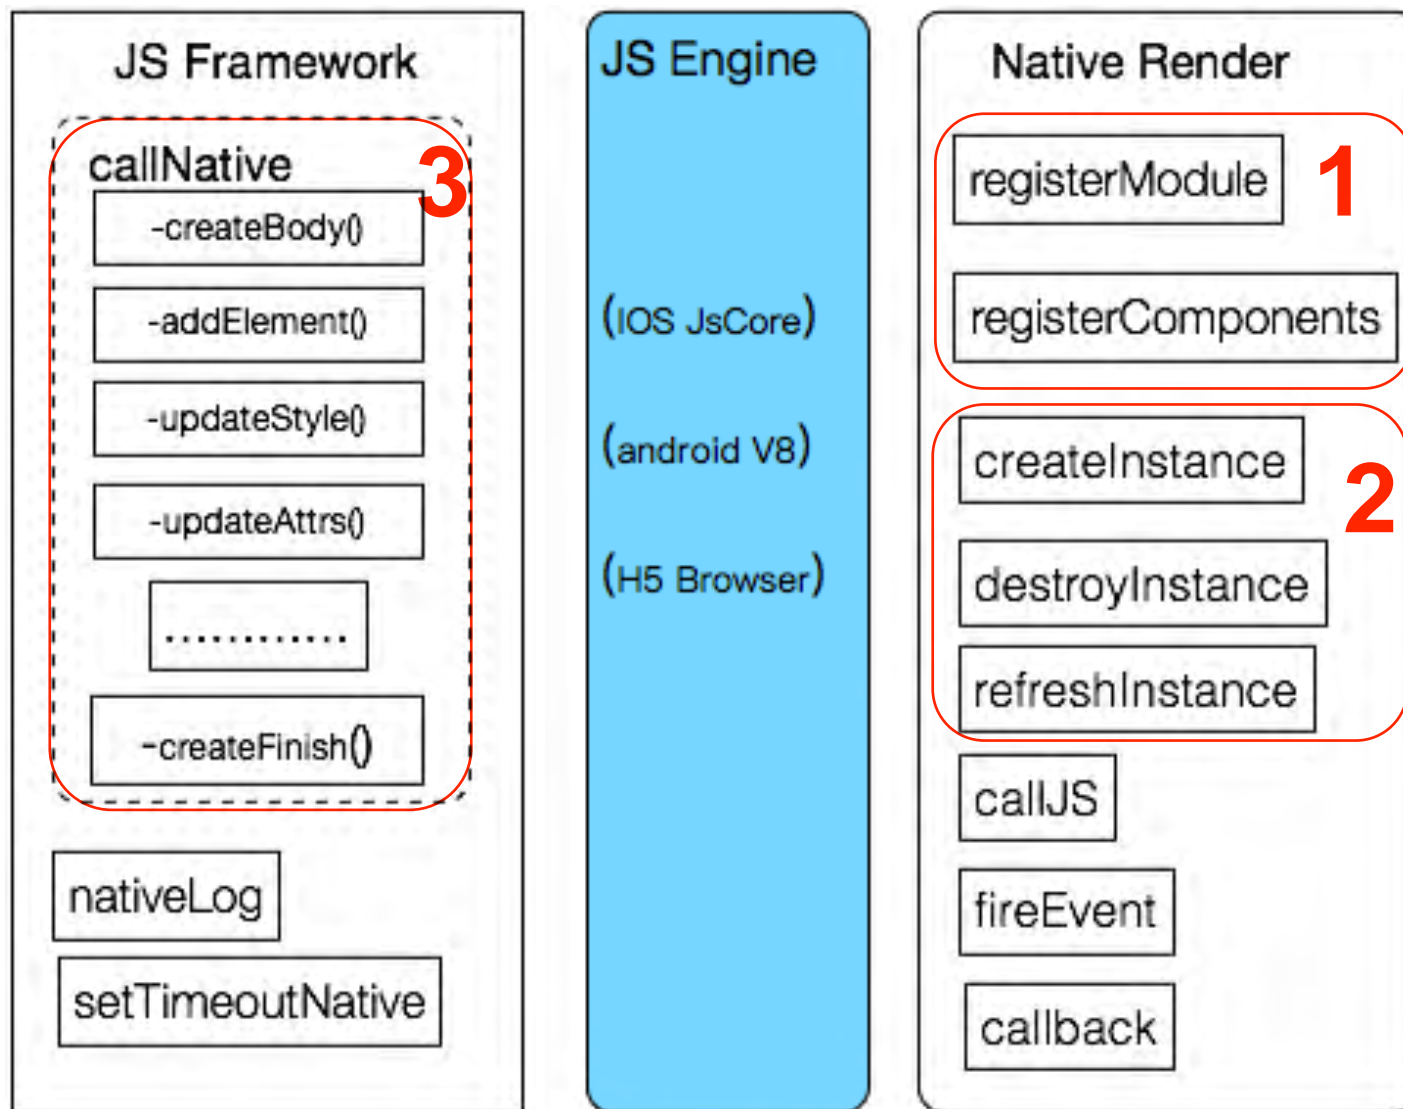 JS Framework
callNative
3
-createBody()
-addElement()
-updateStyle()
-updateAttrs()
............
-createFinish()
nativeLog
setTimeoutNative
JS Engine
(IOS JsCore)
(android V8)
(H5 Browser)
Native Render
registerModule
1
registerComponents
createInstance
2
destroyInstance
refreshInstance
callJS
fireEvent
callback